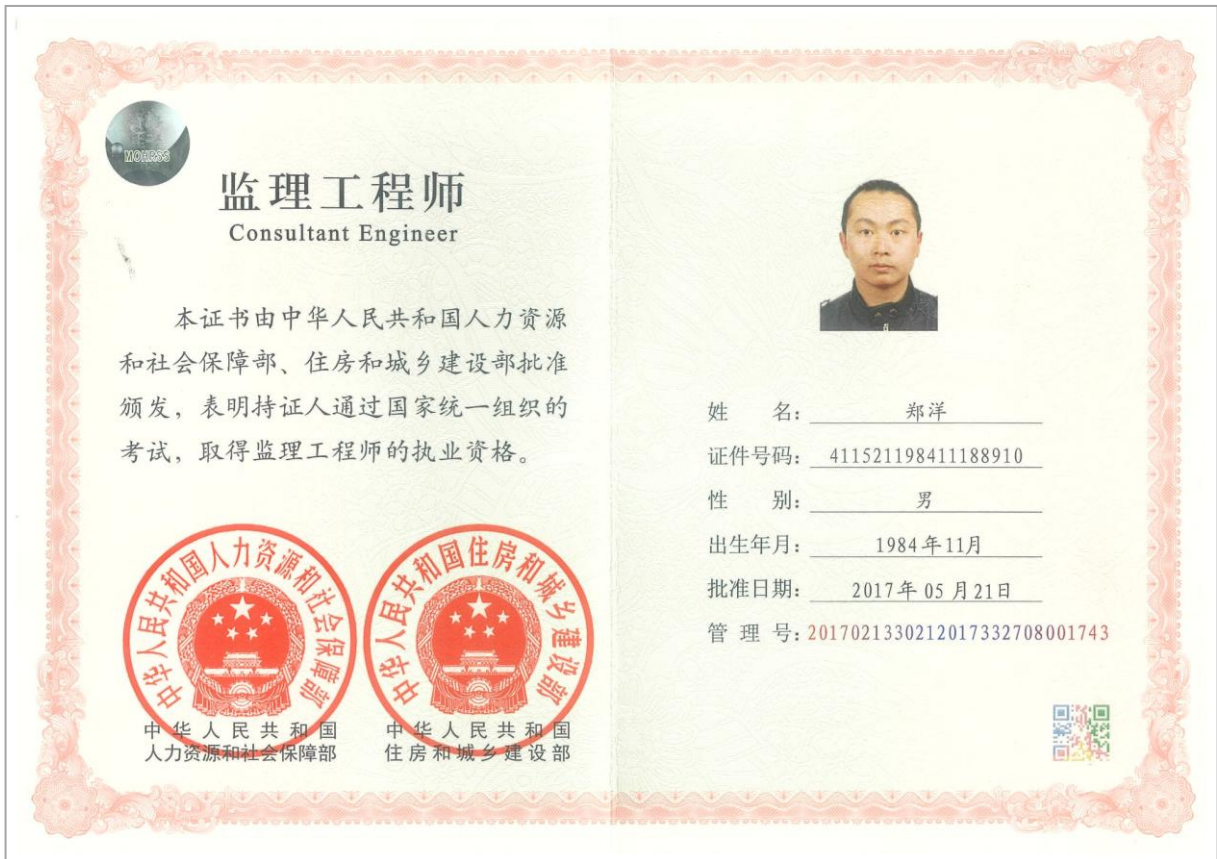 MOHRSS
监理工程师
Consultant Engineer
本证书由中华人民共和国人力资源
和社会保障部、住房和城乡建设部批准
颁发，表明持证人通过国家统一组织的
考试，取得监理工程师的执业资格。
中华人民共和国人力资源和社会保障部
中华人民共和国住房和城乡建设部
中华人民共和国
人力资源和社会保障部
中华人民共和国
住房和城乡建设部
姓 名：郑洋
证件号码：411521198411188910
性 别：男
出生年月：1984年11月
批准日期：2017年05月21日
管 理 号：2017021330212017332708001743